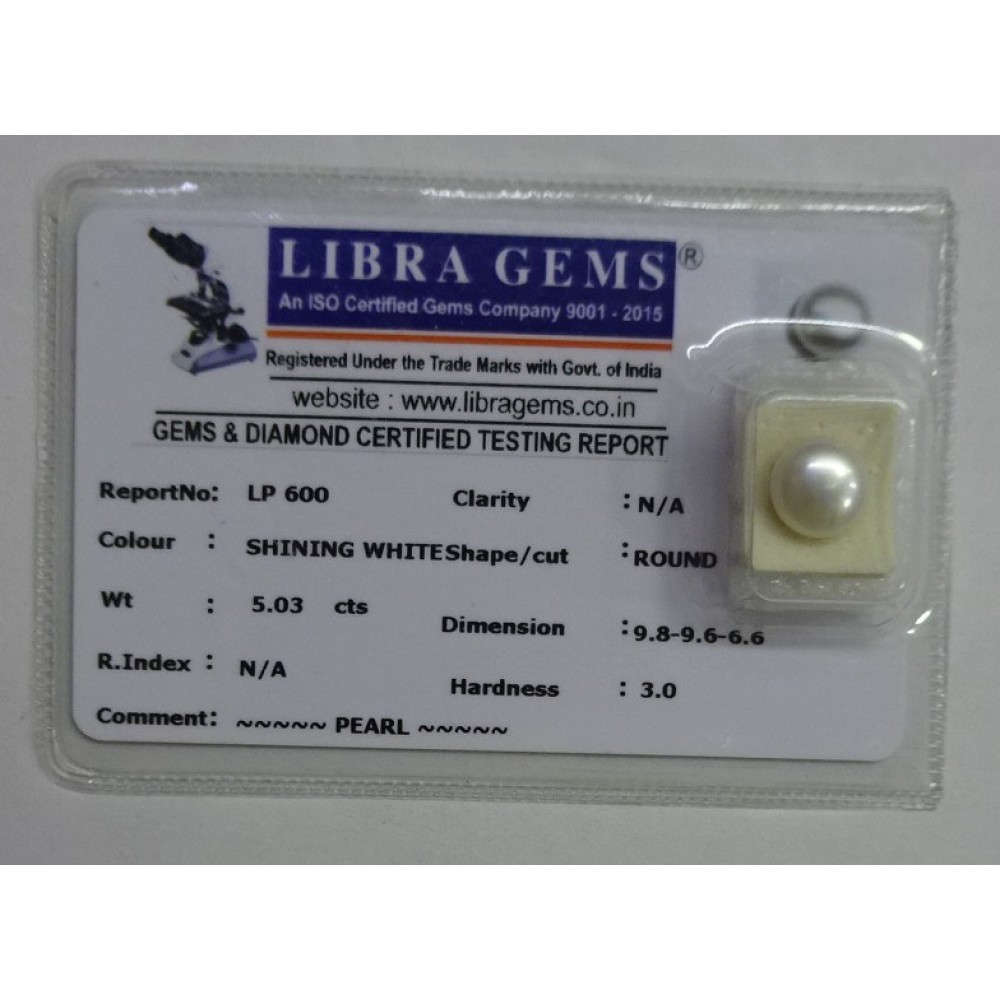 LIBRA GEMS ®
An ISO Certified Gems Company 9001 - 2015
Registered Under the Trade Marks with Govt. of India
website : www.libragems.co.in
GEMS & DIAMOND CERTIFIED TESTING REPORT
ReportNo: LP 600 Clarity : N/A
Colour : SHINING WHITE Shape/cut : ROUND
Wt : 5.03 cts Dimension : 9.8-9.6-6.6
R.Index : N/A Hardness : 3.0
Comment: ~~~~~ PEARL ~~~~~